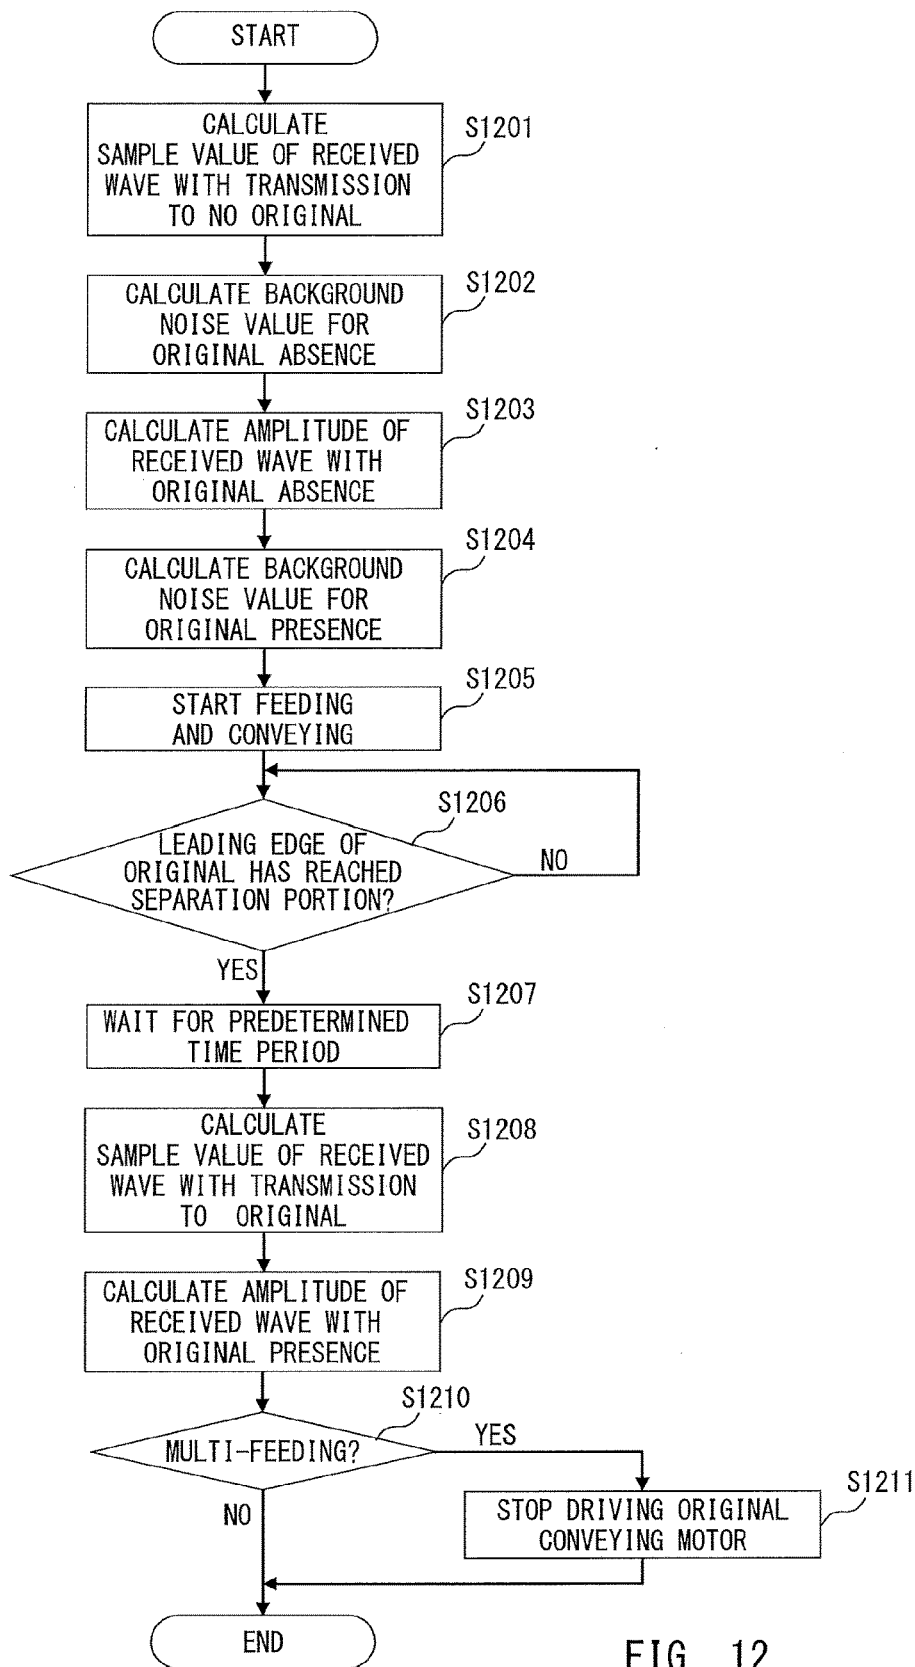 START
CALCULATE
SAMPLE VALUE OF RECEIVED
WAVE WITH TRANSMISSION
TO NO ORIGINAL
S1201
CALCULATE BACKGROUND
NOISE VALUE FOR
ORIGINAL ABSENCE
S1202
CALCULATE AMPLITUDE OF
RECEIVED WAVE WITH
ORIGINAL ABSENCE
S1203
CALCULATE BACKGROUND
NOISE VALUE FOR
ORIGINAL PRESENCE
S1204
START FEEDING
AND CONVEYING
S1205
LEADING EDGE OF
ORIGINAL HAS REACHED
SEPARATION PORTION?
S1206
NO
YES
WAIT FOR PREDETERMINED
TIME PERIOD
S1207
CALCULATE
SAMPLE VALUE OF RECEIVED
WAVE WITH TRANSMISSION
TO ORIGINAL
S1208
CALCULATE AMPLITUDE OF
RECEIVED WAVE WITH
ORIGINAL PRESENCE
S1209
MULTI-FEEDING?
S1210
YES
NO
STOP DRIVING ORIGINAL
CONVEYING MOTOR
S1211
END
FIG. 12